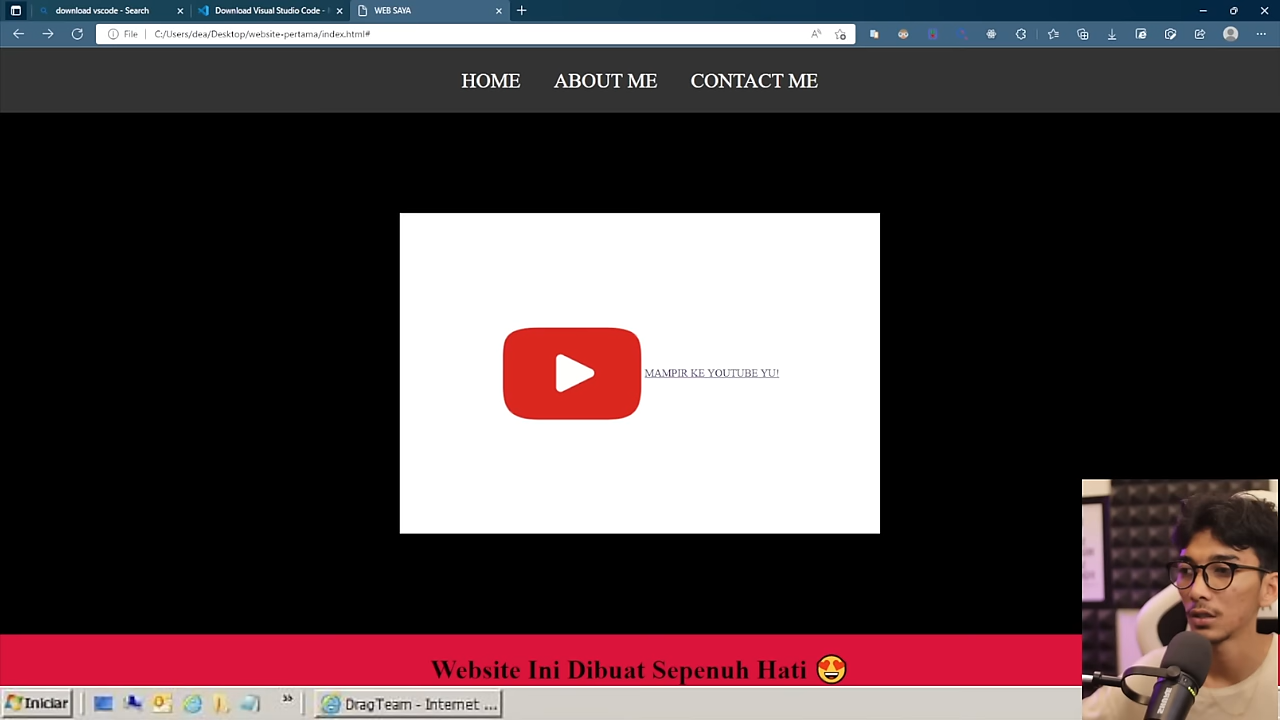 download vscode - Search
Download Visual Studio Code -
WEB SAYA
File
C:/Users/dea/Desktop/website-pertama/index.html#
HOME
ABOUT ME
CONTACT ME
MAMPIR KE YOUTUBE YU!
Website Ini Dibuat Sepenuh Hati 😍
Iniciar
DragTeam - Internet ...